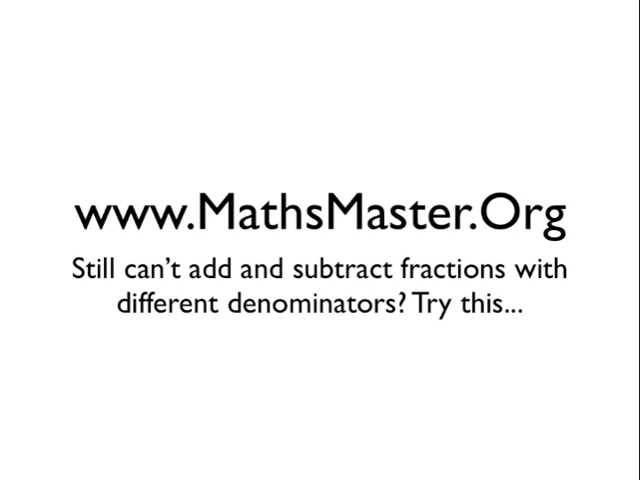 www.MathsMaster.Org
Still can't add and subtract fractions with
different denominators? Try this...